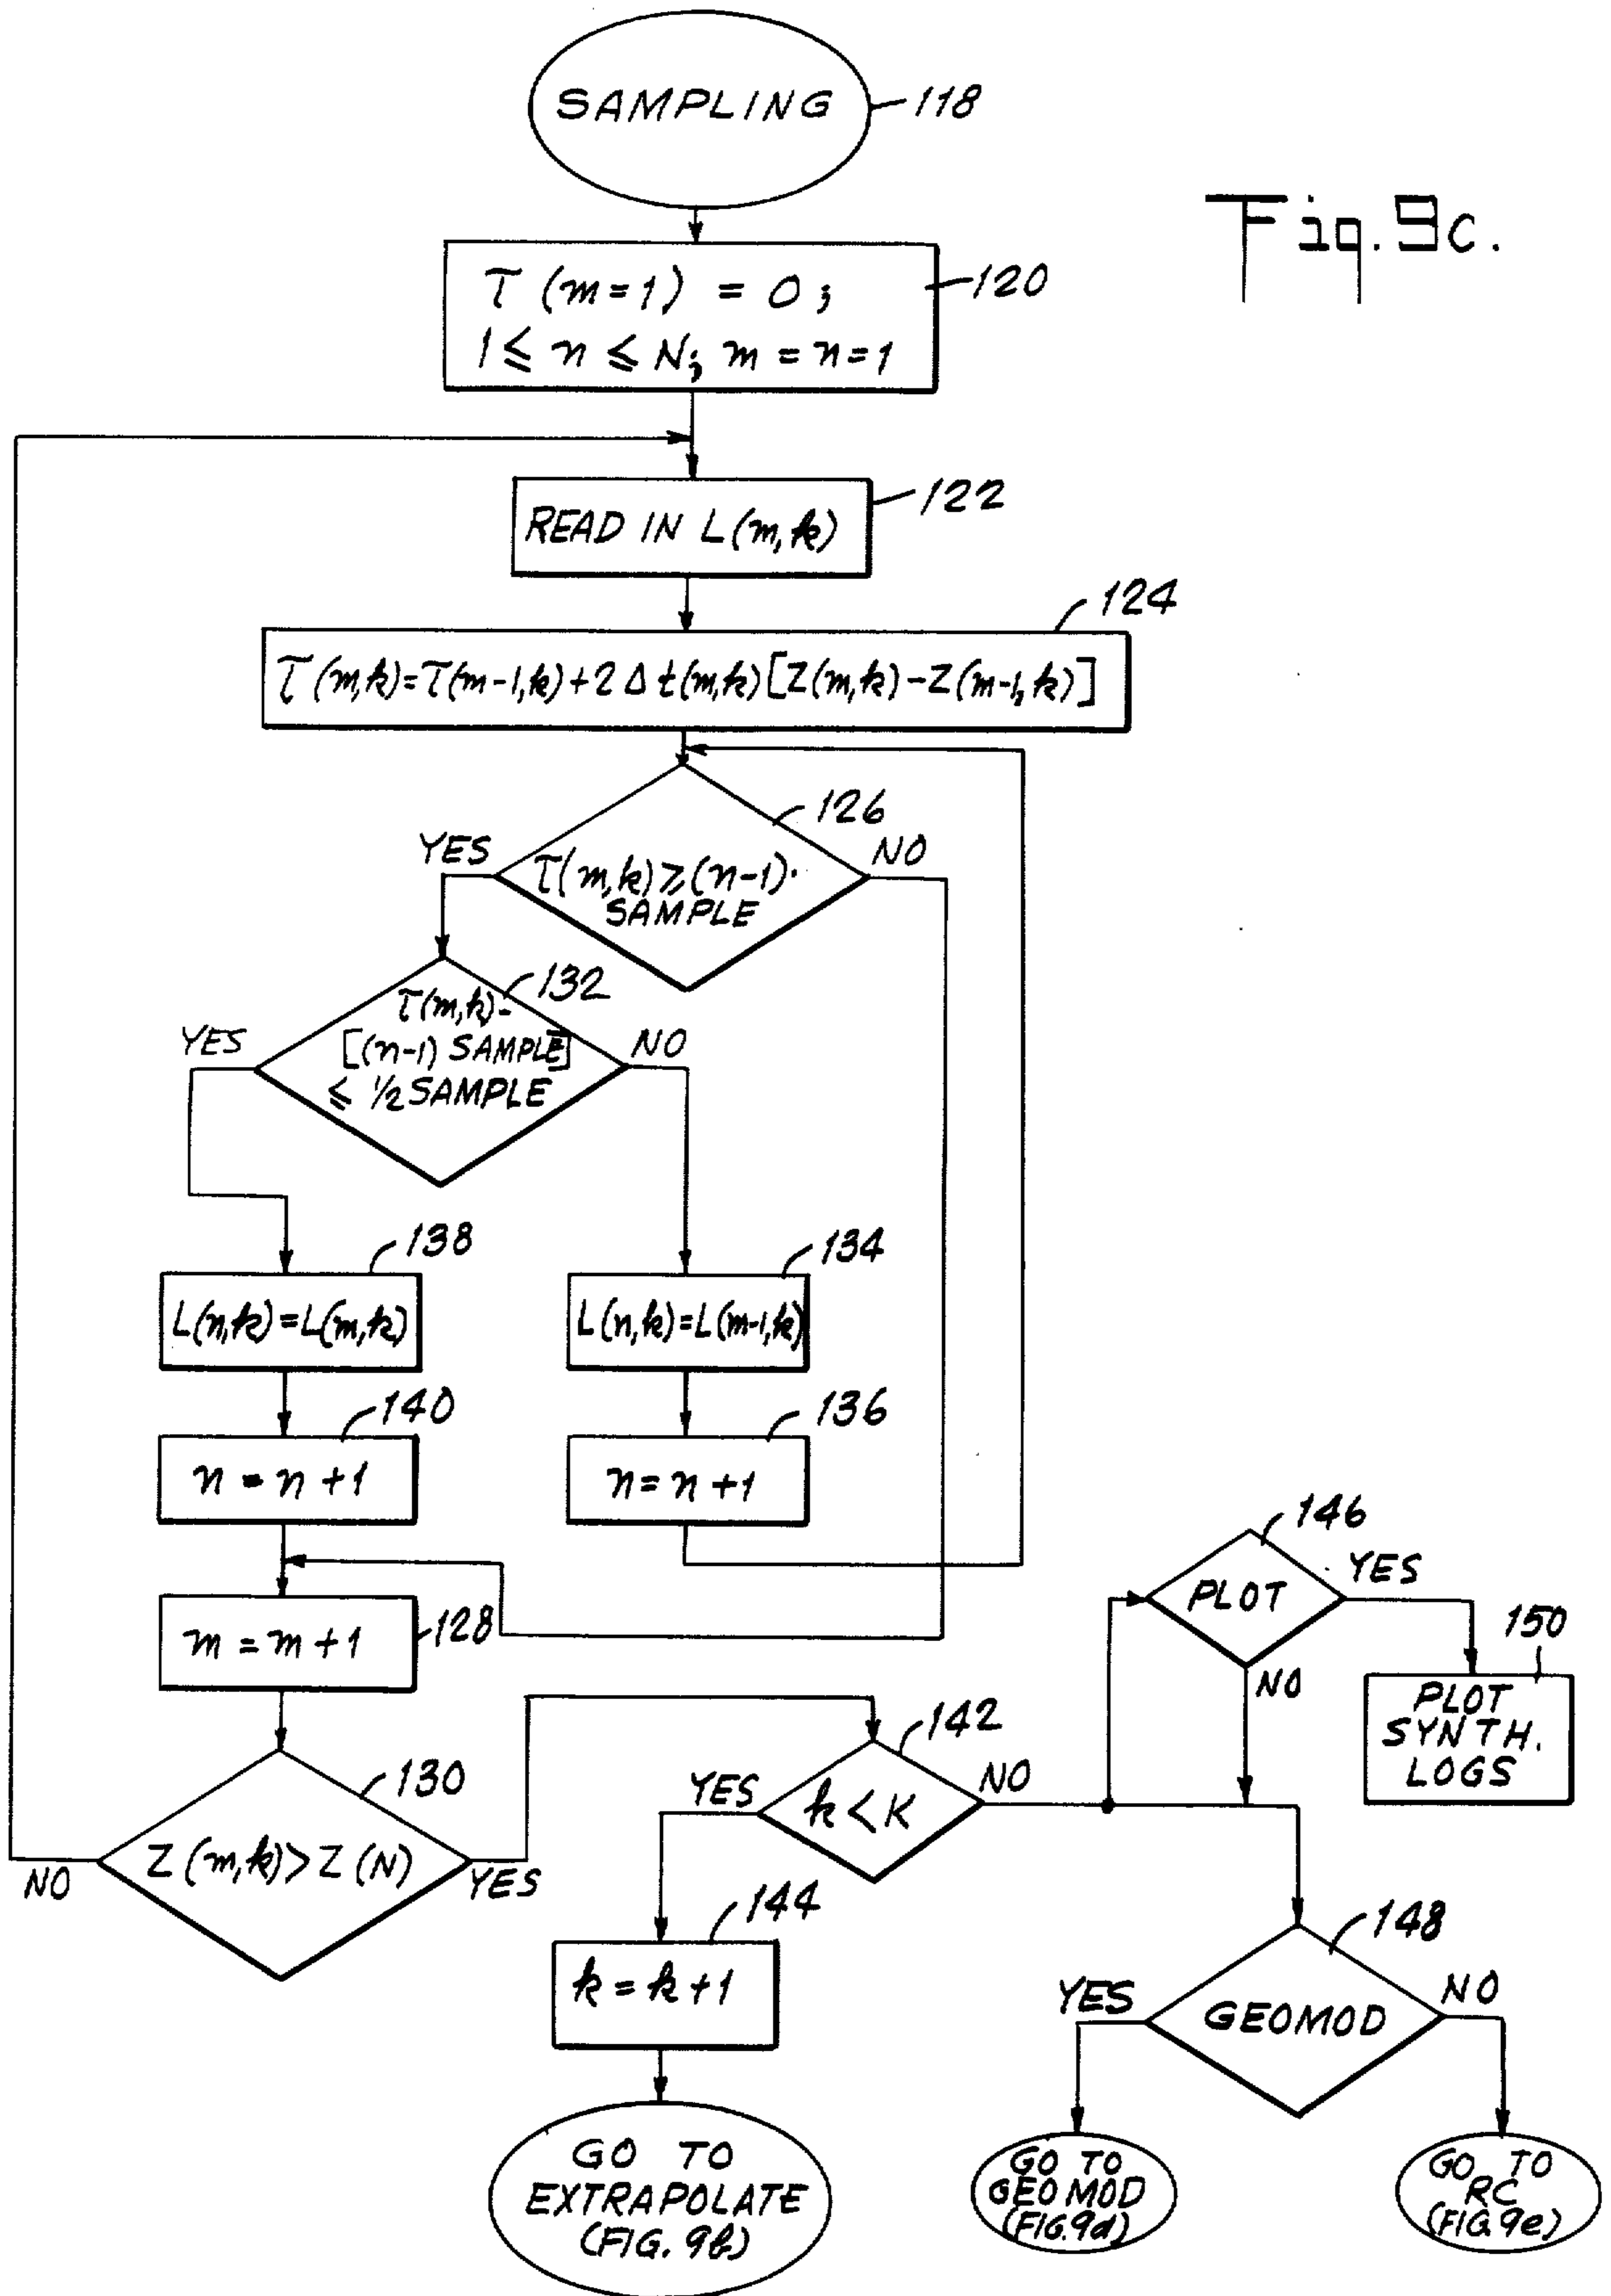 SAMPLING
118
Fig. 9c.
τ (m=1) = 0;
1 ≤ n ≤ N; m = n = 1
120
READ IN L(m,k)
122
124
τ(m,k)=τ(m-1,k)+2Δt(m,k)[Z(m,k)-Z(m-1,k)]
126
YES
NO
τ(m,k)≥(n-1)·
SAMPLE
132
τ(m,k)-
[(n-1) SAMPLE]
≤ 1/2 SAMPLE
YES
NO
138
134
L(n,k)=L(m,k)
L(n,k)=L(m-1,k)
140
136
n = n+1
n = n+1
146
PLOT
YES
NO
150
PLOT
SYNTH.
LOGS
m = m+1
128
142
YES
k < K
NO
130
Z(m,k)>Z(N)
NO
YES
144
k = k+1
148
YES
GEOMOD
NO
GO TO
EXTRAPOLATE
(FIG. 9b)
GO TO
GEOMOD
(FIG. 9d)
GO TO
RC
(FIG. 9e)